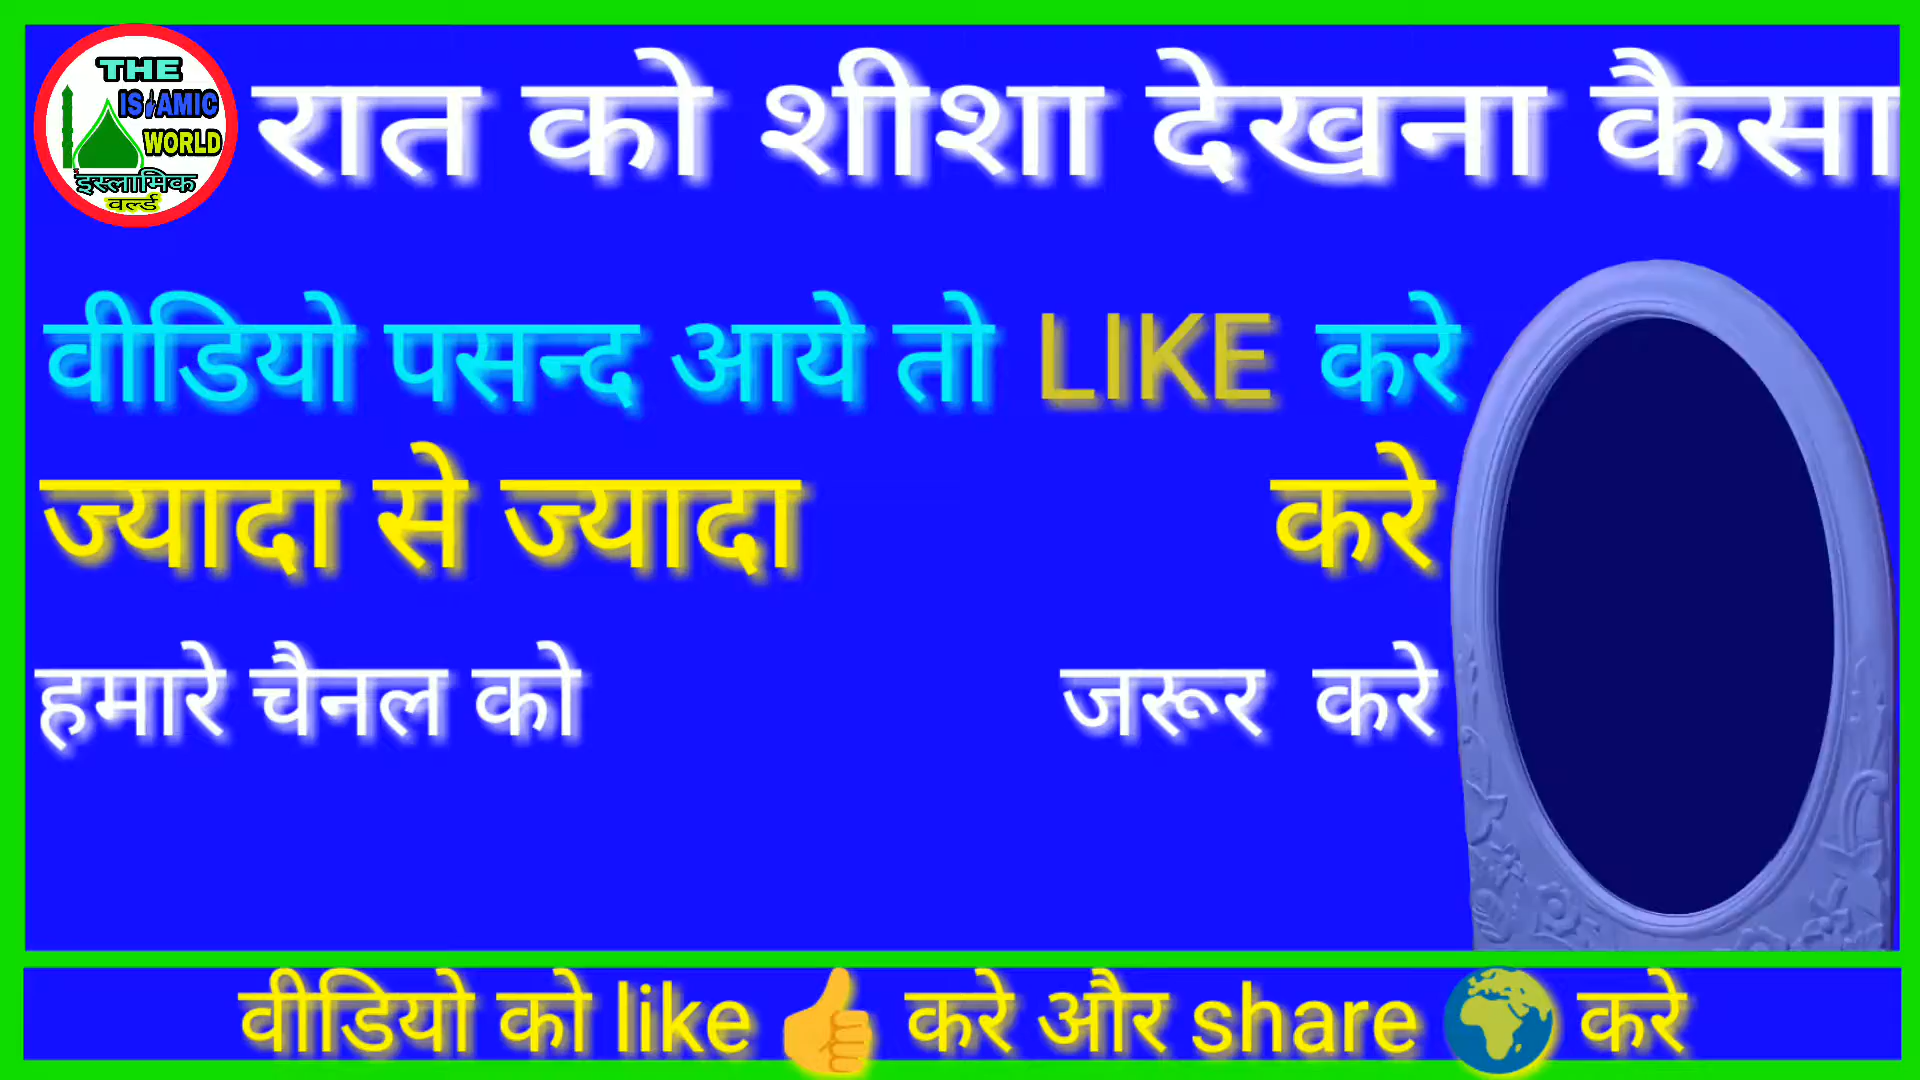 THE
ISLAMIC
WORLD
इस्लामिक
वर्ल्ड
रात को शीशा देखना कैसा
वीडियो पसन्द आये तो LIKE करे
ज्यादा से ज्यादा करे
हमारे चैनल को जरूर करे
वीडियो को like 👍 करे और share 🌍 करे